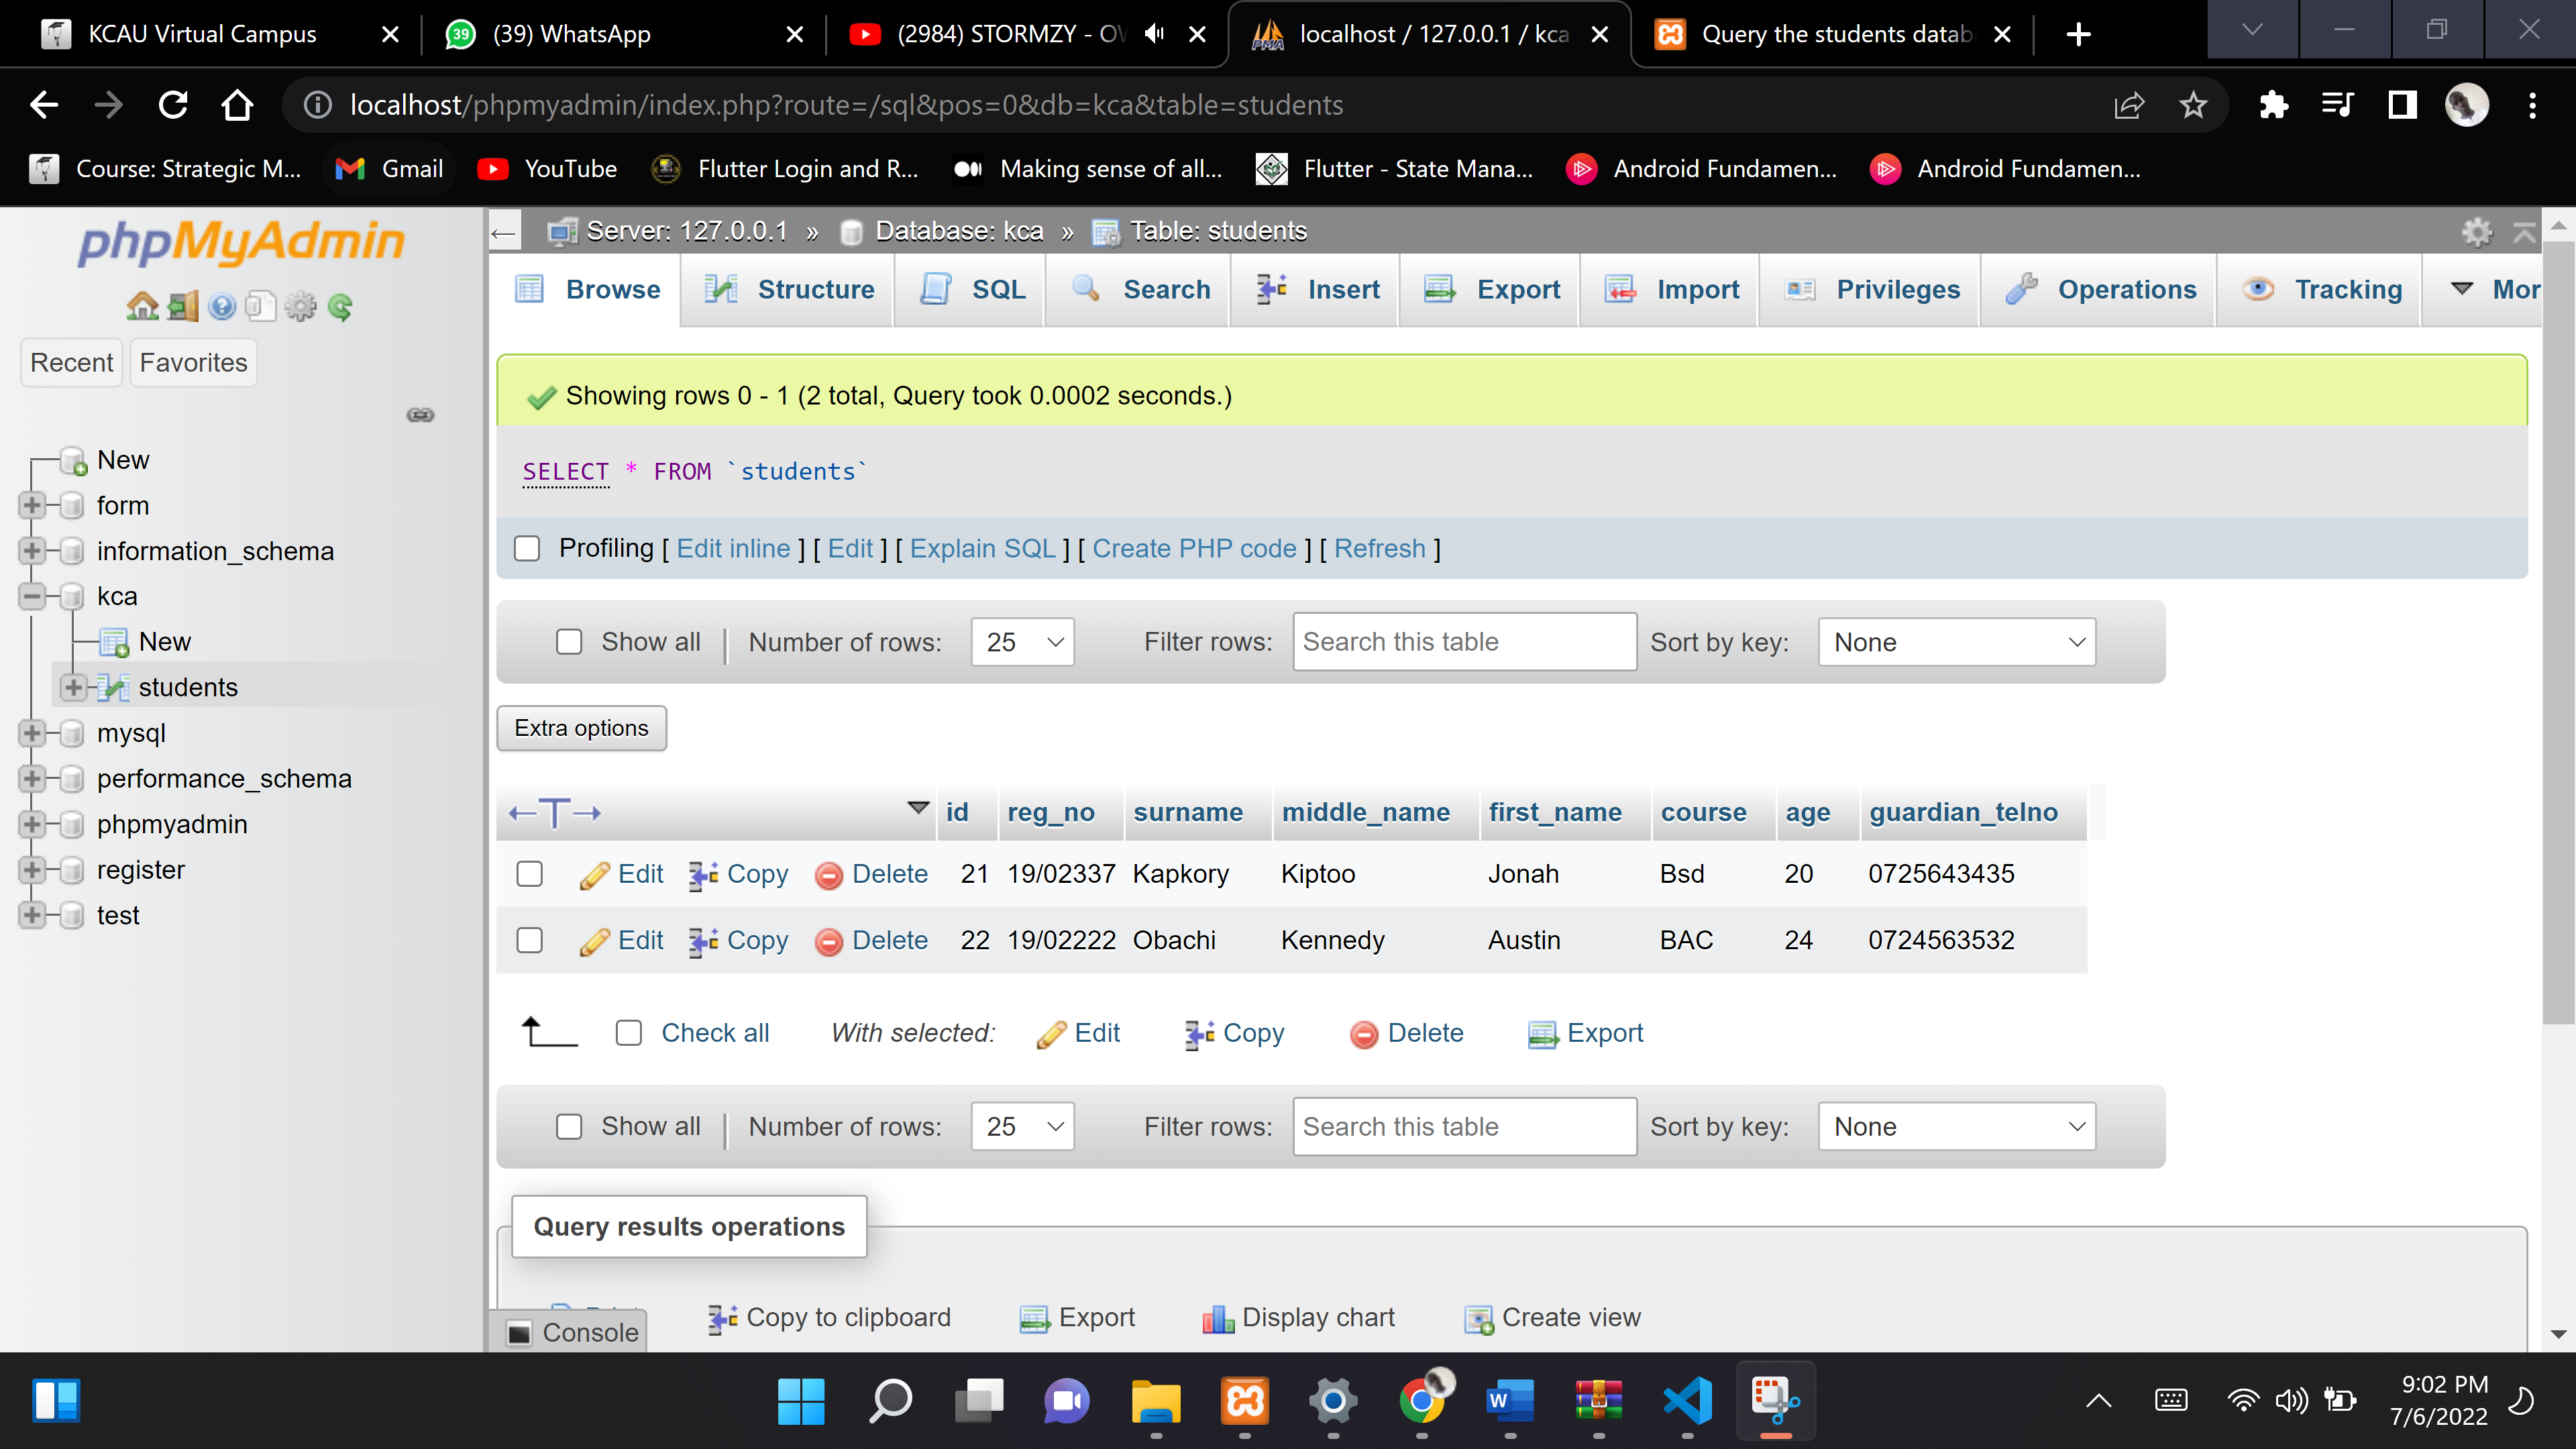 KCAU Virtual Campus
39 (39) WhatsApp
(2984) STORMZY - OW
localhost / 127.0.0.1 / kca
Query the students datab
localhost/phpmyadmin/index.php?route=/sql&pos=0&db=kca&table=students
Course: Strategic M...
Gmail
YouTube
Flutter Login and R...
Making sense of all...
Flutter - State Mana...
Android Fundamen...
Android Fundamen...
phpMyAdmin
Recent
Favorites
New
form
information_schema
kca
New
students
mysql
performance_schema
phpmyadmin
register
test
Server: 127.0.0.1 » Database: kca » Table: students
Browse Structure SQL Search Insert Export Import Privileges Operations Tracking Mor
Showing rows 0 - 1 (2 total, Query took 0.0002 seconds.)
SELECT * FROM `students`
Profiling [ Edit inline ] [ Edit ] [ Explain SQL ] [ Create PHP code ] [ Refresh ]
Show all | Number of rows: 25 Filter rows: Search this table Sort by key: None
Extra options
←T→ id reg_no surname middle_name first_name course age guardian_telno
Edit Copy Delete 21 19/02337 Kapkory Kiptoo Jonah Bsd 20 0725643435
Edit Copy Delete 22 19/02222 Obachi Kennedy Austin BAC 24 0724563532
Check all With selected: Edit Copy Delete Export
Show all | Number of rows: 25 Filter rows: Search this table Sort by key: None
Query results operations
Copy to clipboard Export Display chart Create view
Console
9:02 PM
7/6/2022